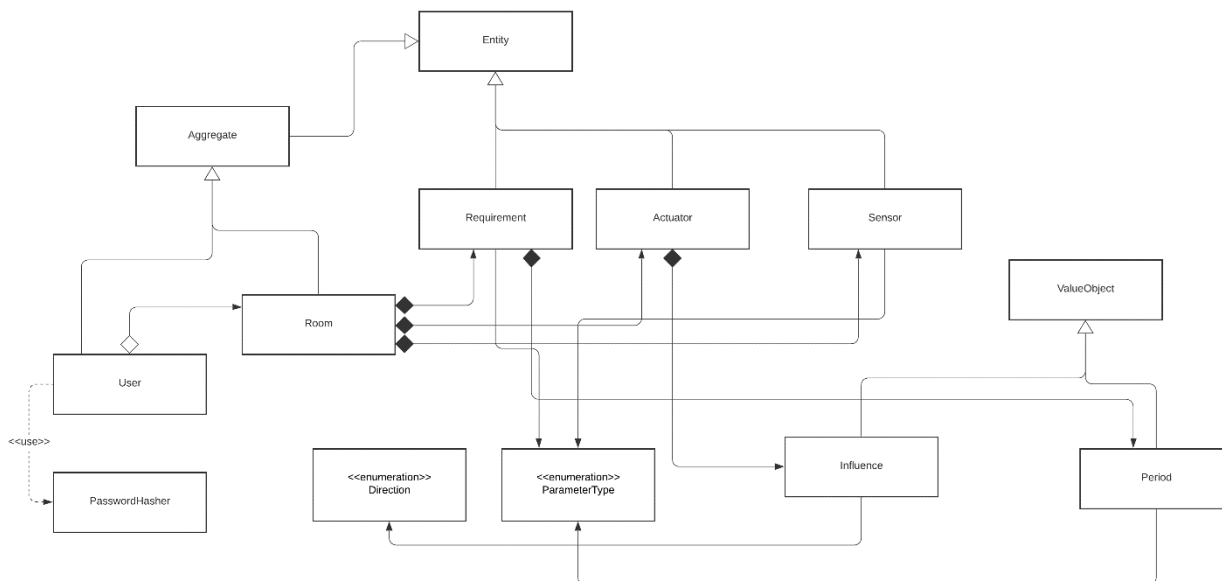 Entity
Aggregate
Requirement
Actuator
Sensor
ValueObject
Room
User
<<use>>
<<enumeration>>
Direction
<<enumeration>>
ParameterType
Influence
Period
PasswordHasher